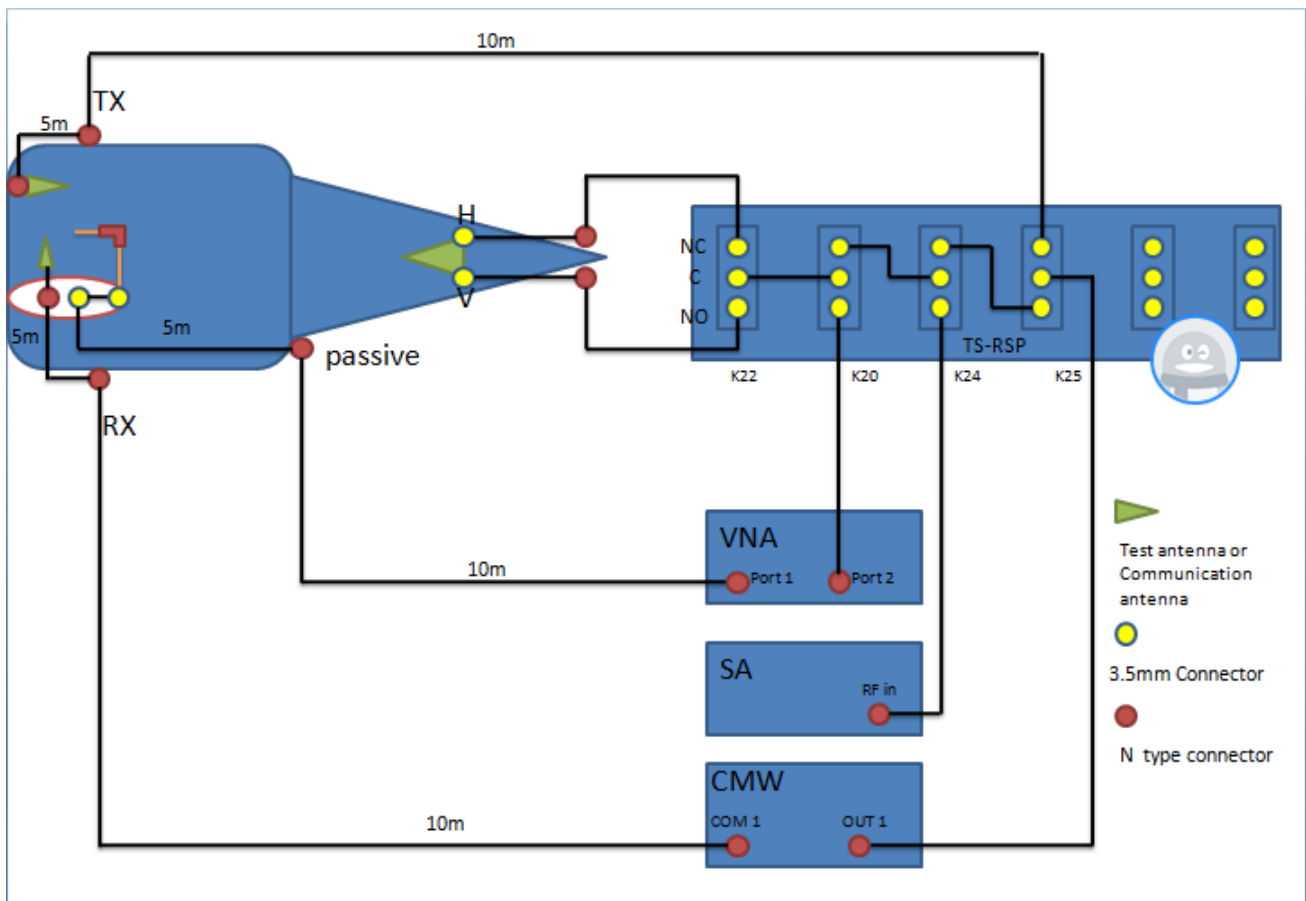 10m
TX
5m
H
V
NC
C
NO
TS-RSP
K22
K20
K24
K25
5m
5m
passive
RX
VNA
Port 1
Port 2
10m
SA
RF in
CMW
COM 1
OUT 1
10m
Test antenna or
Communication
antenna
3.5mm Connector
N type connector